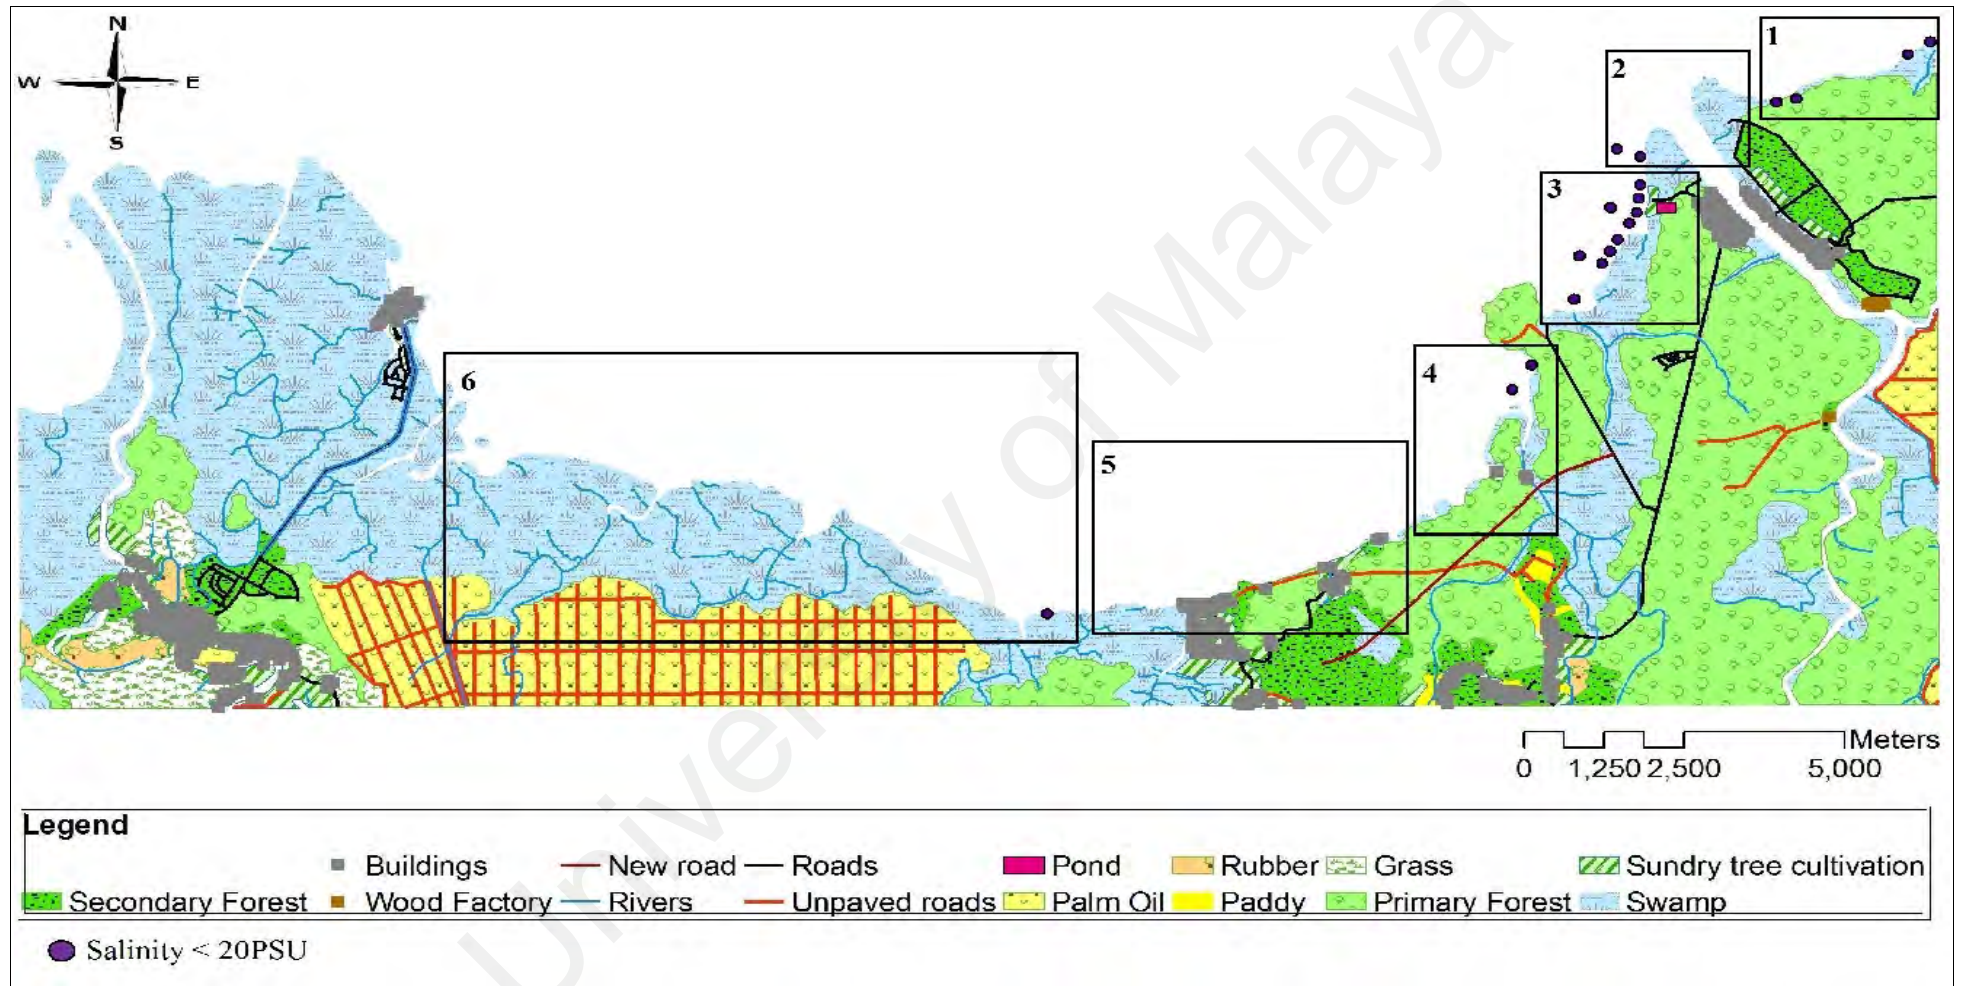 N
W E
S
1
2
3
4
5
6
University of Malaya
Meters
0 1,250 2,500 5,000
Legend
Buildings New road Roads Pond Rubber Grass Sundry tree cultivation
Secondary Forest Wood Factory Rivers Unpaved roads Palm Oil Paddy Primary Forest Swamp
Salinity < 20PSU